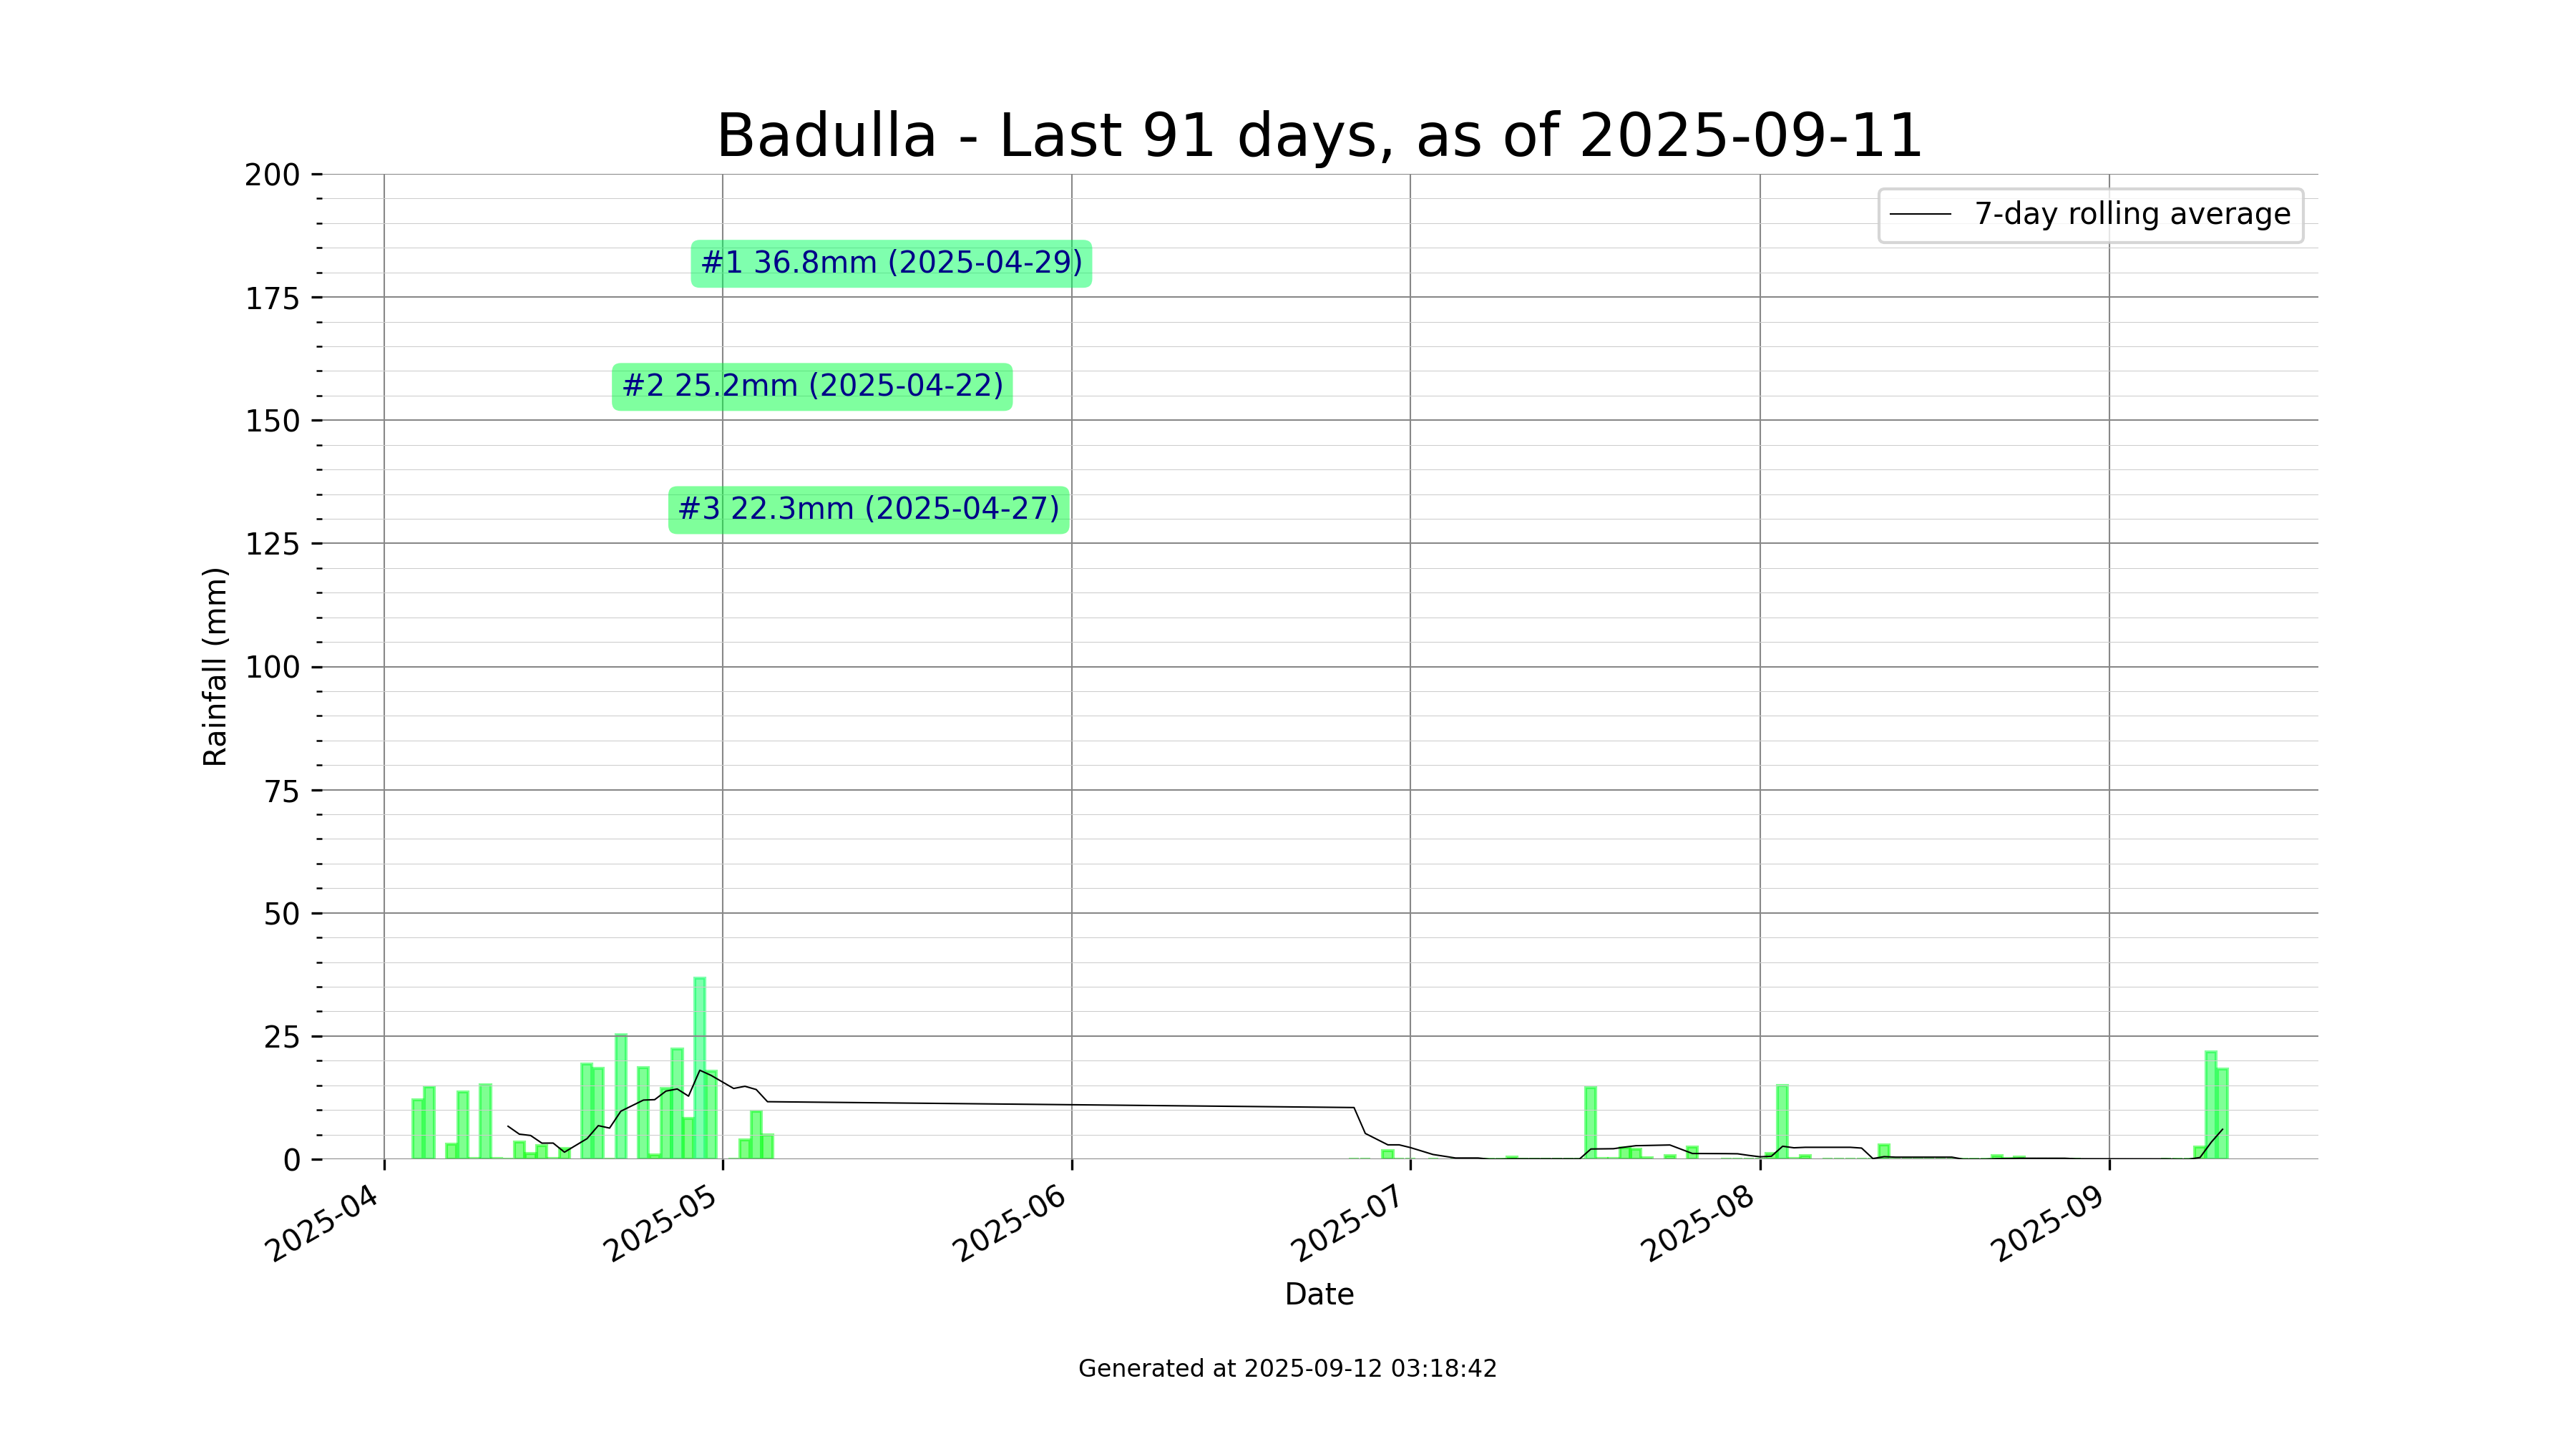 Badulla - Last 91 days, as of 2025-09-11
200
175
150
125
100
75
50
25
0
Rainfall (mm)
7-day rolling average
#1 36.8mm (2025-04-29)
#2 25.2mm (2025-04-22)
#3 22.3mm (2025-04-27)
2025-04
2025-05
2025-06
2025-07
2025-08
2025-09
Date
Generated at 2025-09-12 03:18:42